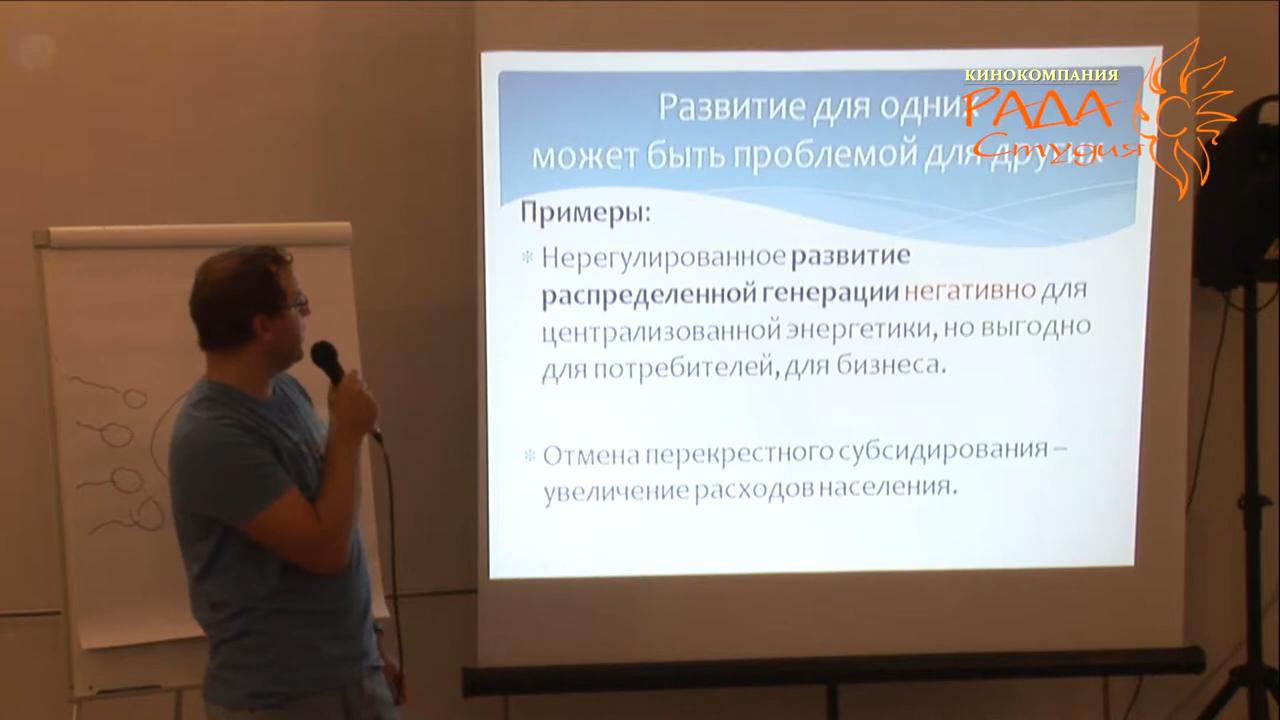 КИНОКОМПАНИЯ
РАДА
Студия
Развитие для одних
может быть проблемой для других
Примеры:
Нерегулированное развитие
распределенной генерации негативно для
централизованной энергетики, но выгодно
для потребителей, для бизнеса.
Отмена перекрестного субсидирования –
увеличение расходов населения.